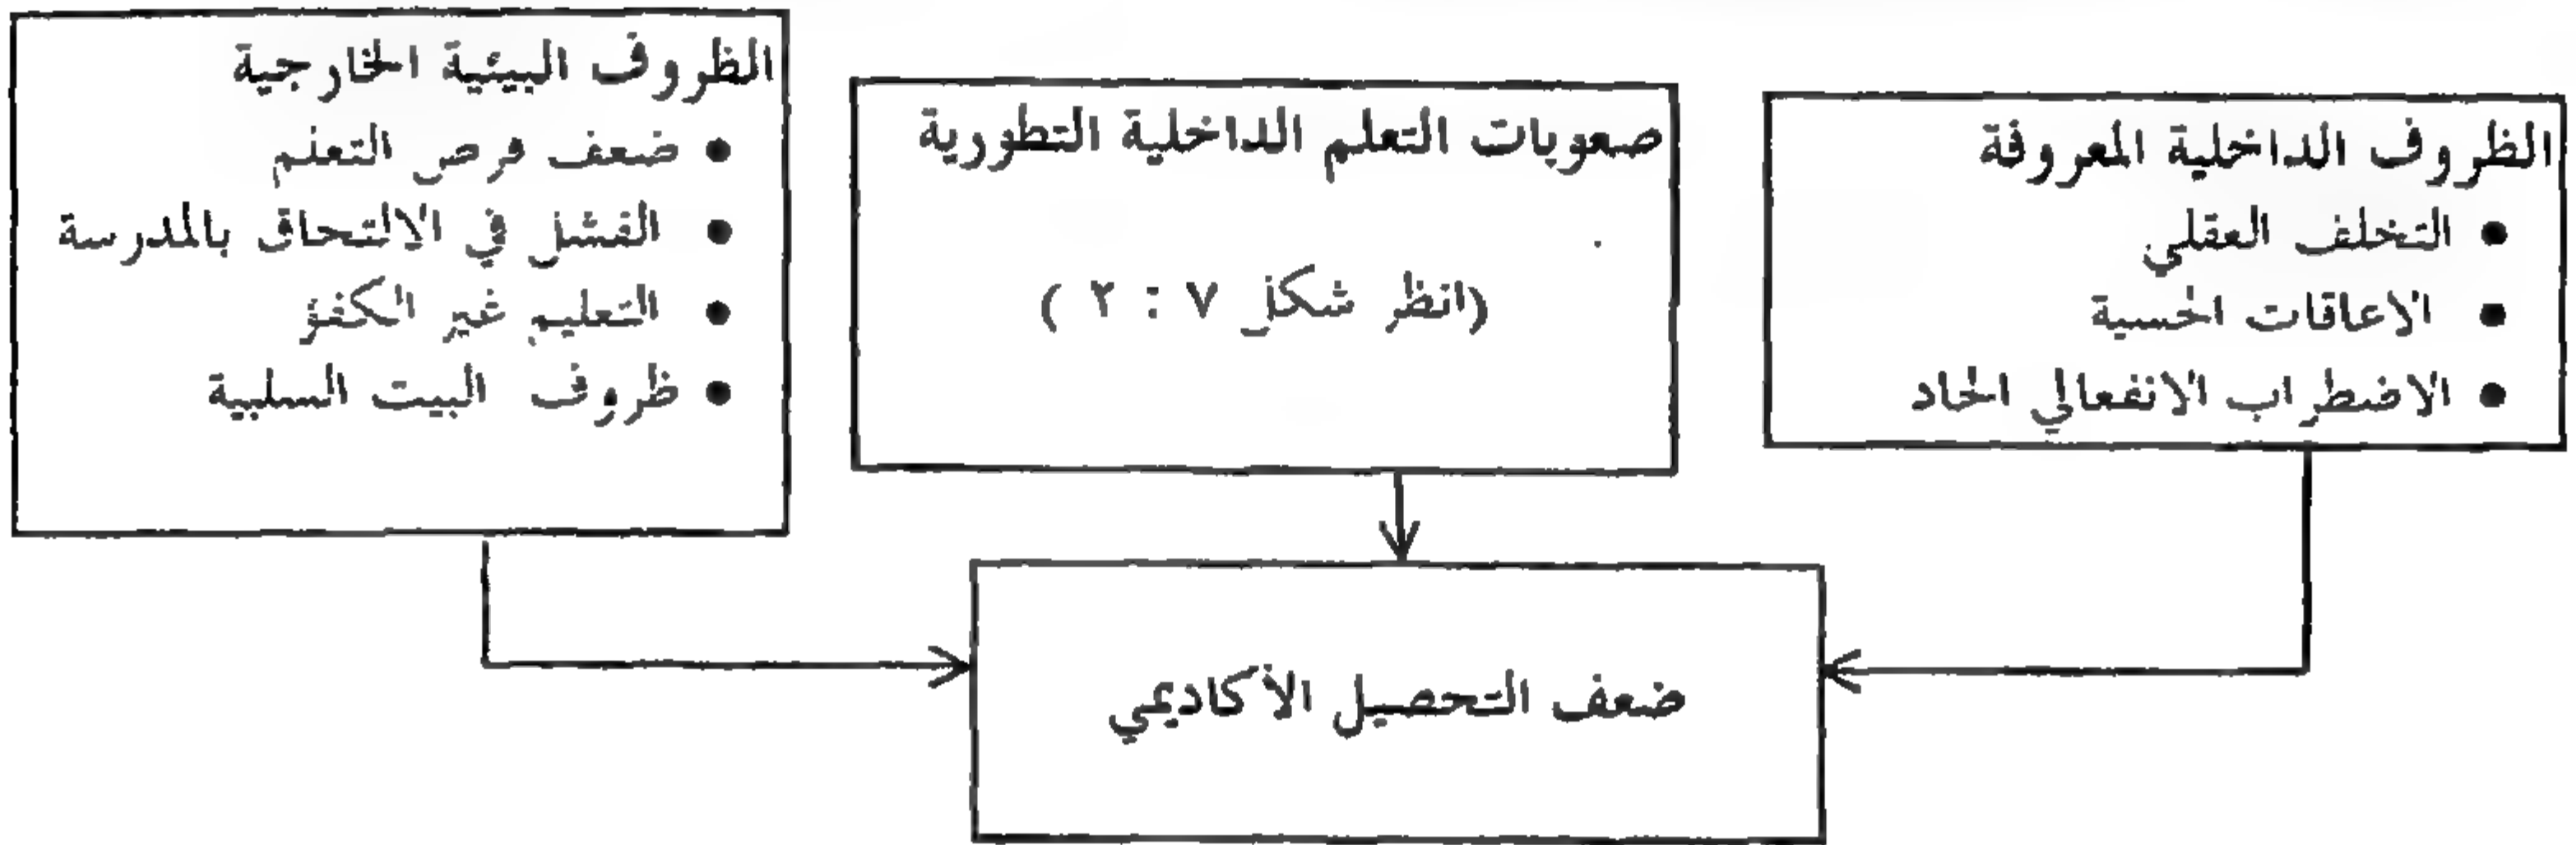 الظروف الداخلية المعروفة
• التخلف العقلي
• الاعاقات الحسية
• الاضطراب الانفعالي الحاد
صعوبات التعلم الداخلية التطورية
(انظر شكل ٧ : ٢ )
الظروف البيئية الخارجية
• ضعف فرص التعلم
• الفشل في الالتحاق بالمدرسة
• التعليم غير الكفؤ
• ظروف البيت السلبية
ضعف التحصيل الأكاديمي